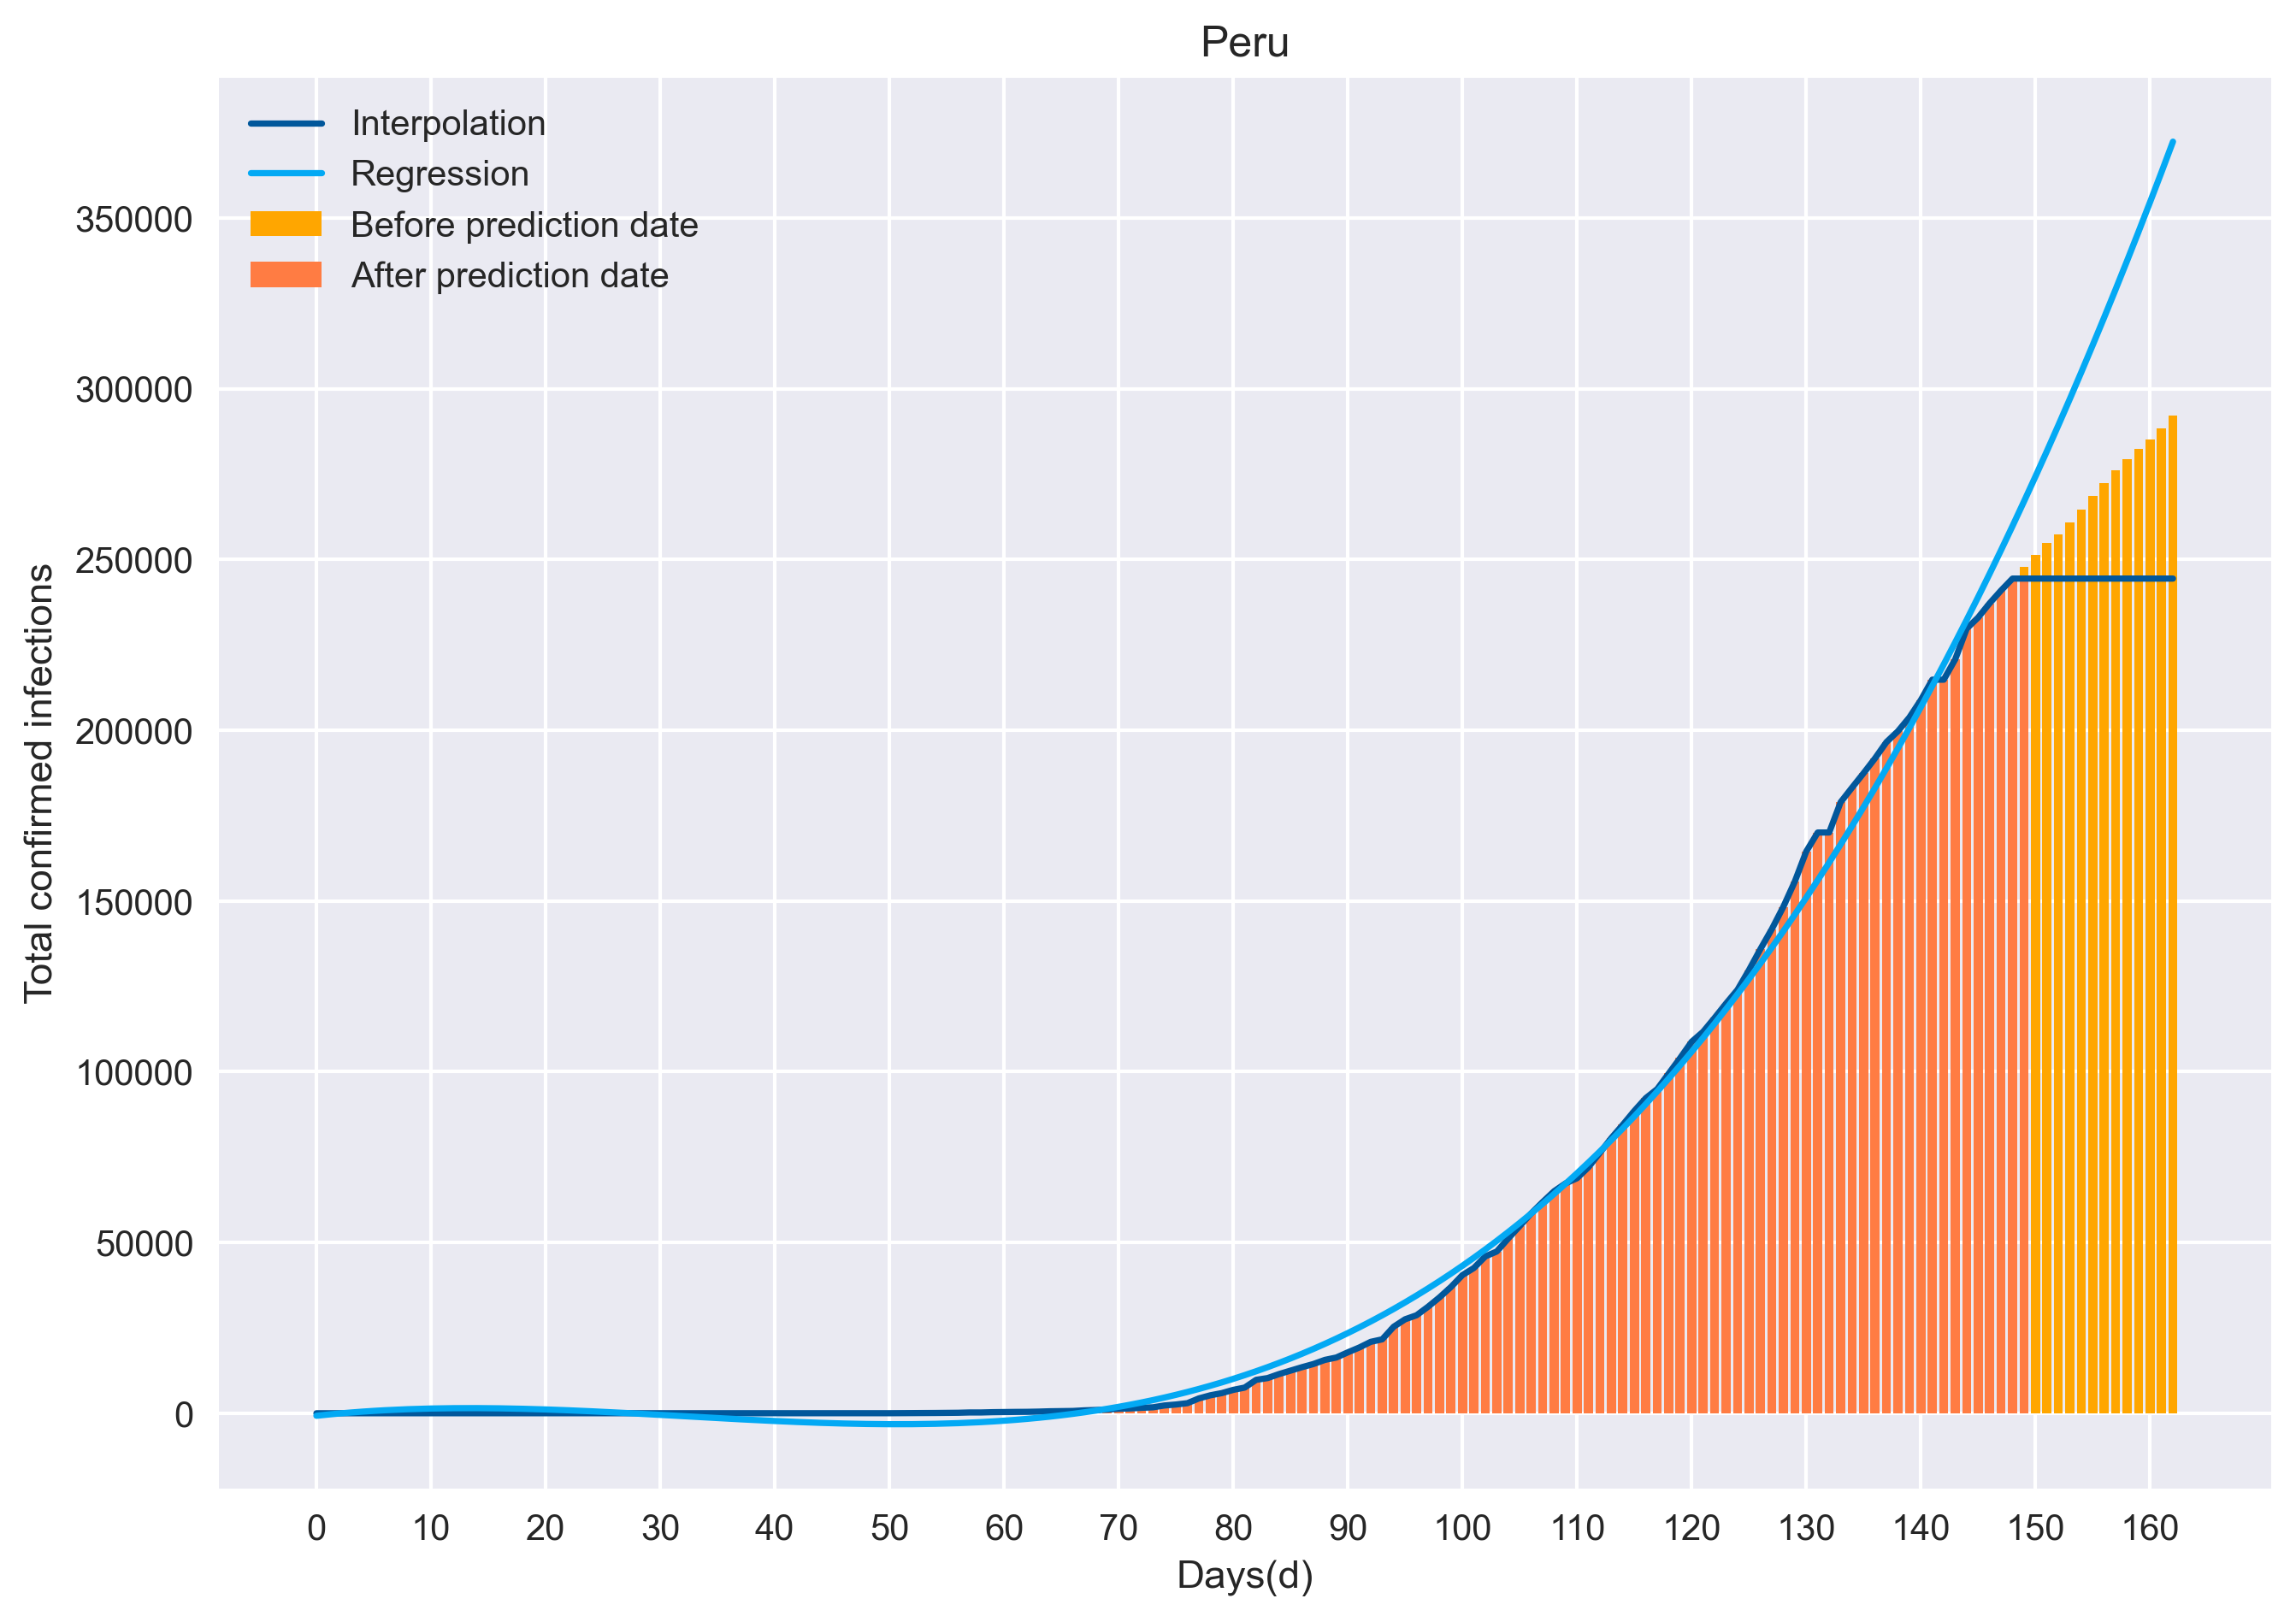 Peru
Interpolation
Regression
Before prediction date
After prediction date
350000
300000
250000
200000
150000
100000
50000
0
Total confirmed infections
0 10 20 30 40 50 60 70 80 90 100 110 120 130 140 150 160
Days(d)